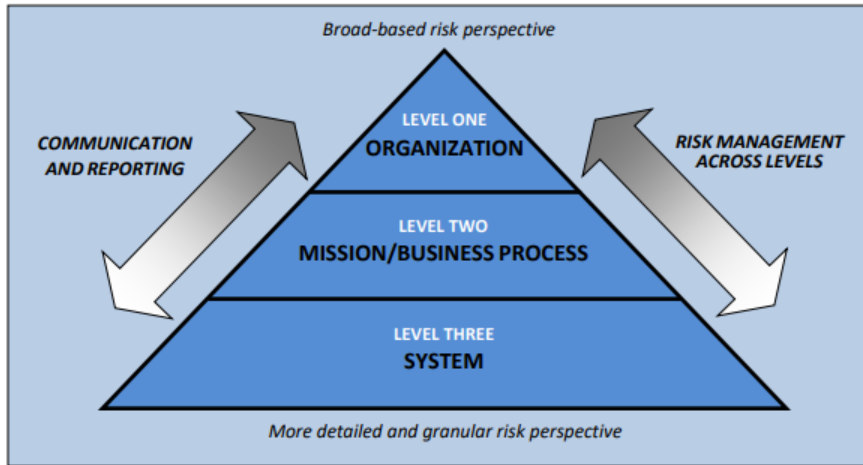 Broad-based risk perspective
LEVEL ONE
ORGANIZATION
COMMUNICATION
AND REPORTING
RISK MANAGEMENT
ACROSS LEVELS
LEVEL TWO
MISSION/BUSINESS PROCESS
LEVEL THREE
SYSTEM
More detailed and granular risk perspective